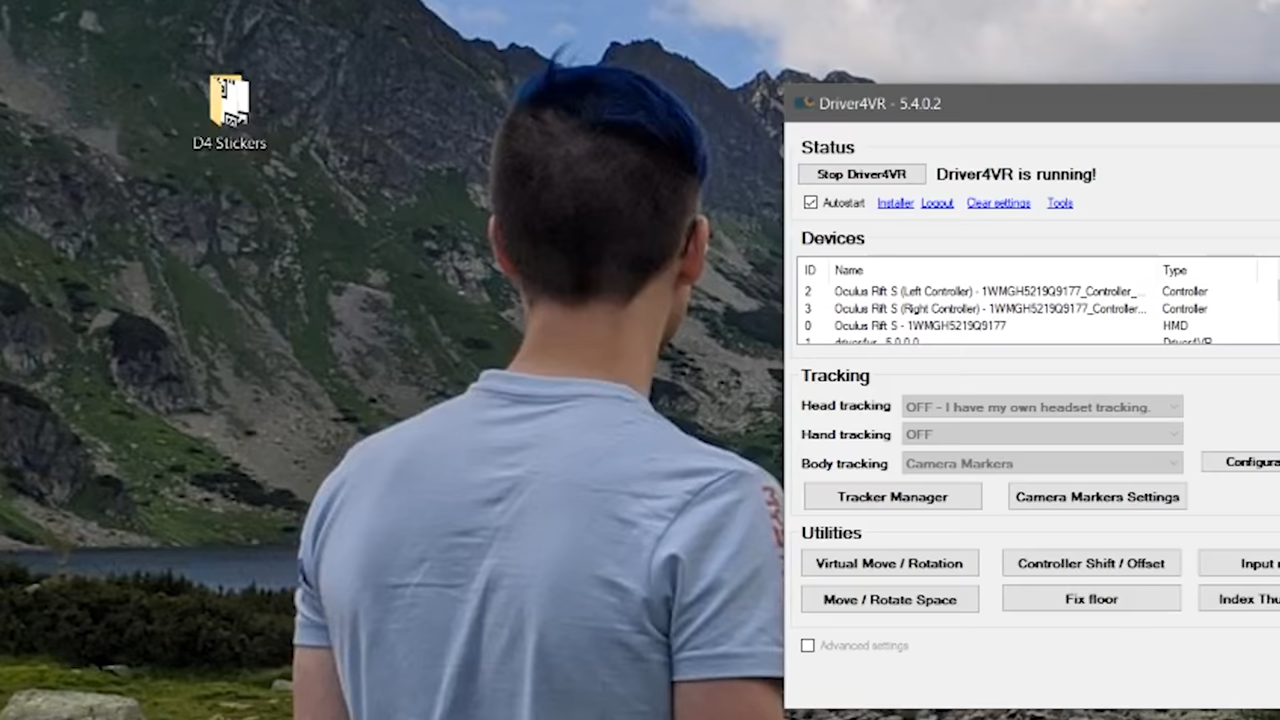 D4 Stickers
Driver4VR - 5.4.0.2
Status
Stop Driver4VR Driver4VR is running!
Autostart Installer Logout Clear settings Tools
Devices
ID Name Type
2 Oculus Rift S (Left Controller) - 1WMGH5219Q9177_Controller_... Controller
3 Oculus Rift S (Right Controller) - 1WMGH5219Q9177_Controller... Controller
0 Oculus Rift S - 1WMGH5219Q9177 HMD
Tracking
Head tracking OFF - I have my own headset tracking.
Hand tracking OFF
Body tracking Camera Markers Configura
Tracker Manager Camera Markers Settings
Utilities
Virtual Move / Rotation Controller Shift / Offset Input
Move / Rotate Space Fix floor Index Thu
Advanced settings